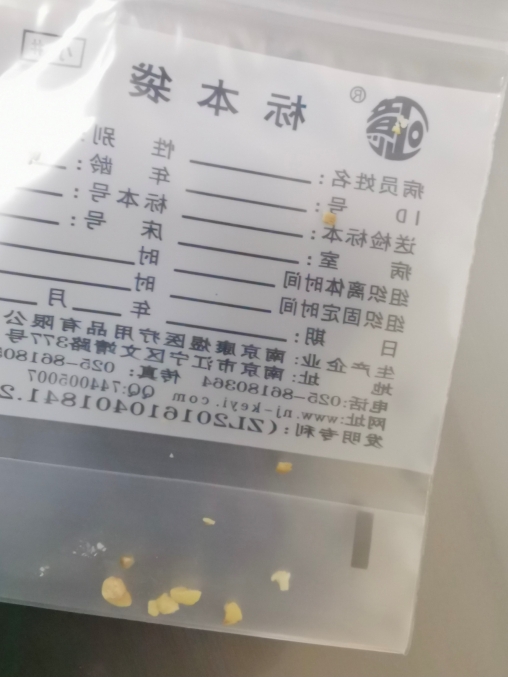 小号
标本袋
®
病员姓名： 性 别：
ID 号： 年 龄：
送检标本： 标本号：
病 室： 床 号：
组织离体时间 时
组织固定时间 时
日 期： 年 月
生产企业：南京康煜医疗用品有限公
地 址：南京市江宁区文靖路377号
电话:025-86180364 传真：025-8618036
网址:www.nj-keyi.com QQ:744005007
发明专利：（ZL201610401841.2